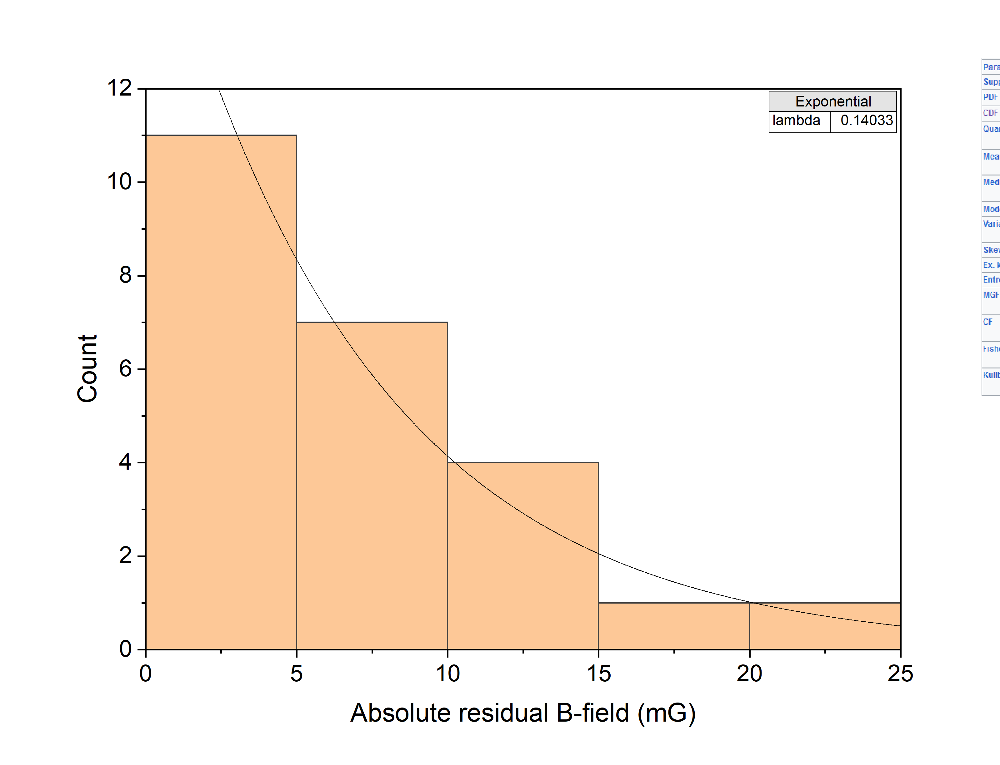 12
10
8
6
4
2
0
Count
0 5 10 15 20 25
Absolute residual B-field (mG)
Exponential
lambda 0.14033
PDF
CDF
CF
MGF